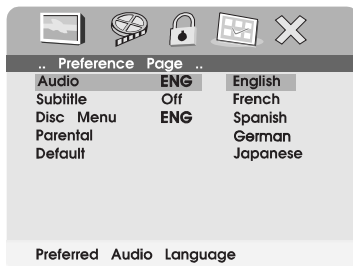 .. Preference Page ..
Audio ENG English
Subtitle Off French
Disc Menu ENG Spanish
Parental German
Default Japanese
Preferred Audio Language